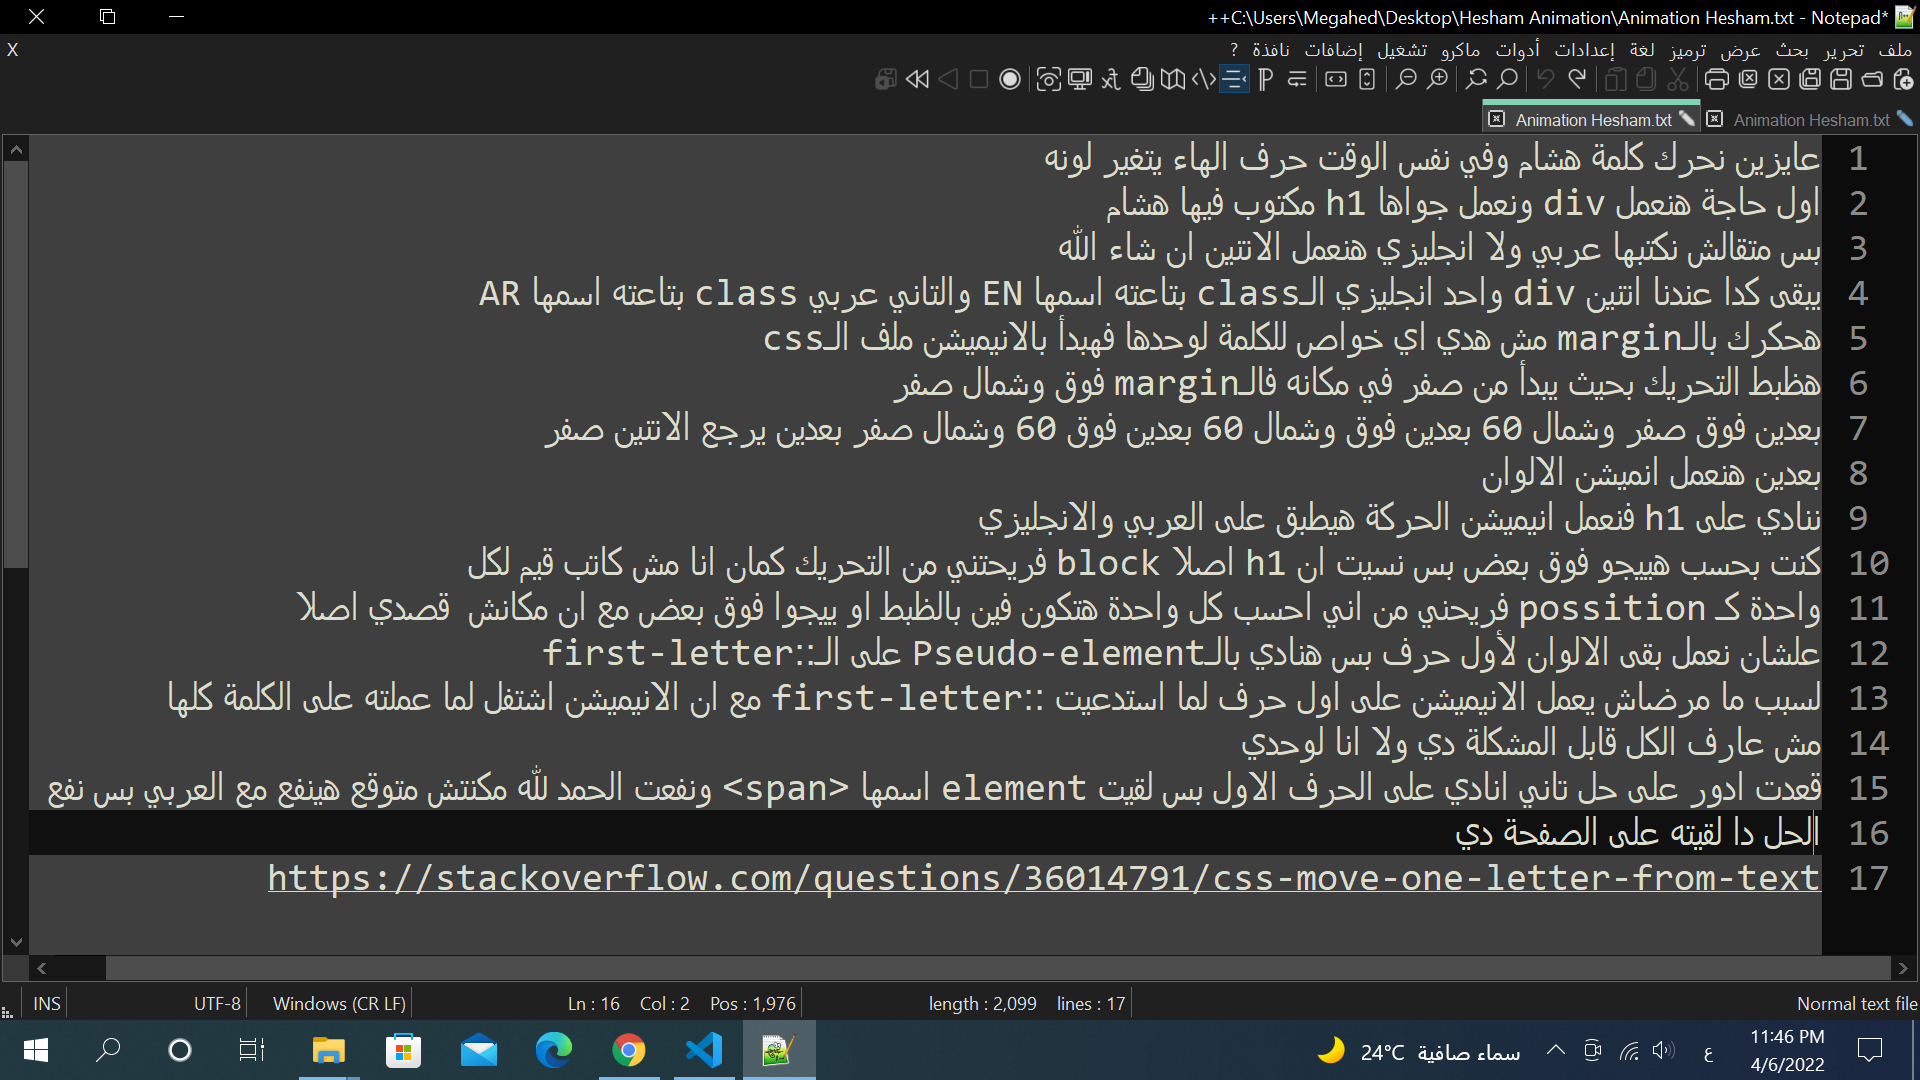 *C:\Users\Megahed\Desktop\Hesham Animation\Animation Hesham.txt - Notepad++
ملف تحرير بحث عرض ترميز لغة إعدادات أدوات ماكرو تشغيل إضافات نافذة ?
X
Animation Hesham.txt
Animation Hesham.txt
1 عايزين نحرك كلمة هشام وفي نفس الوقت حرف الهاء يتغير لونه
2 اول حاجة هنعمل div ونعمل جواها h1 مكتوب فيها هشام
3 بس متقالش نكتبها عربي ولا انجليزي هنعمل الاتنين ان شاء الله
4 يبقى كدا عندنا اتنين div واحد انجليزي الـclass بتاعته اسمها EN والتاني عربي class بتاعته اسمها AR
5 هحكرك بالـmargin مش هدي اي خواص للكلمة لوحدها فهبدأ بالانيميشن ملف الـcss
6 هظبط التحريك بحيث يبدأ من صفر في مكانه فالـmargin فوق وشمال صفر
7 بعدين فوق صفر وشمال 60 بعدين فوق وشمال 60 بعدين فوق 60 وشمال صفر بعدين يرجع الاتنين صفر
8 بعدين هنعمل انميشن الالوان
9 ننادي على h1 فنعمل انيميشن الحركة هيطبق على العربي والانجليزي
10 كنت بحسب هييجو فوق بعض بس نسيت ان h1 اصلا block فريحتني من التحريك كمان انا مش كاتب قيم لكل
11 واحدة كـ possition فريحني من اني احسب كل واحدة هتكون فين بالظبط او ييجوا فوق بعض مع ان مكانش  قصدي اصلا
12 علشان نعمل بقى الالوان لأول حرف بس هنادي بالـPseudo-element على الـ::first-letter
13 لسبب ما مرضاش يعمل الانيميشن على اول حرف لما استدعيت ::first-letter مع ان الانيميشن اشتغل لما عملته على الكلمة كلها
14 مش عارف الكل قابل المشكلة دي ولا انا لوحدي
15 قعدت ادور على حل تاني انادي على الحرف الاول بس لقيت element اسمها <span> ونفعت الحمد لله مكنتش متوقع هينفع مع العربي بس نفع
16 الحل دا لقيته على الصفحة دي
17 https://stackoverflow.com/questions/36014791/css-move-one-letter-from-text
Normal text file
length : 2,099 lines : 17
Ln : 16 Col : 2 Pos : 1,976
Windows (CR LF)
UTF-8
INS
24°C سماء صافية
ع
11:46 PM
4/6/2022